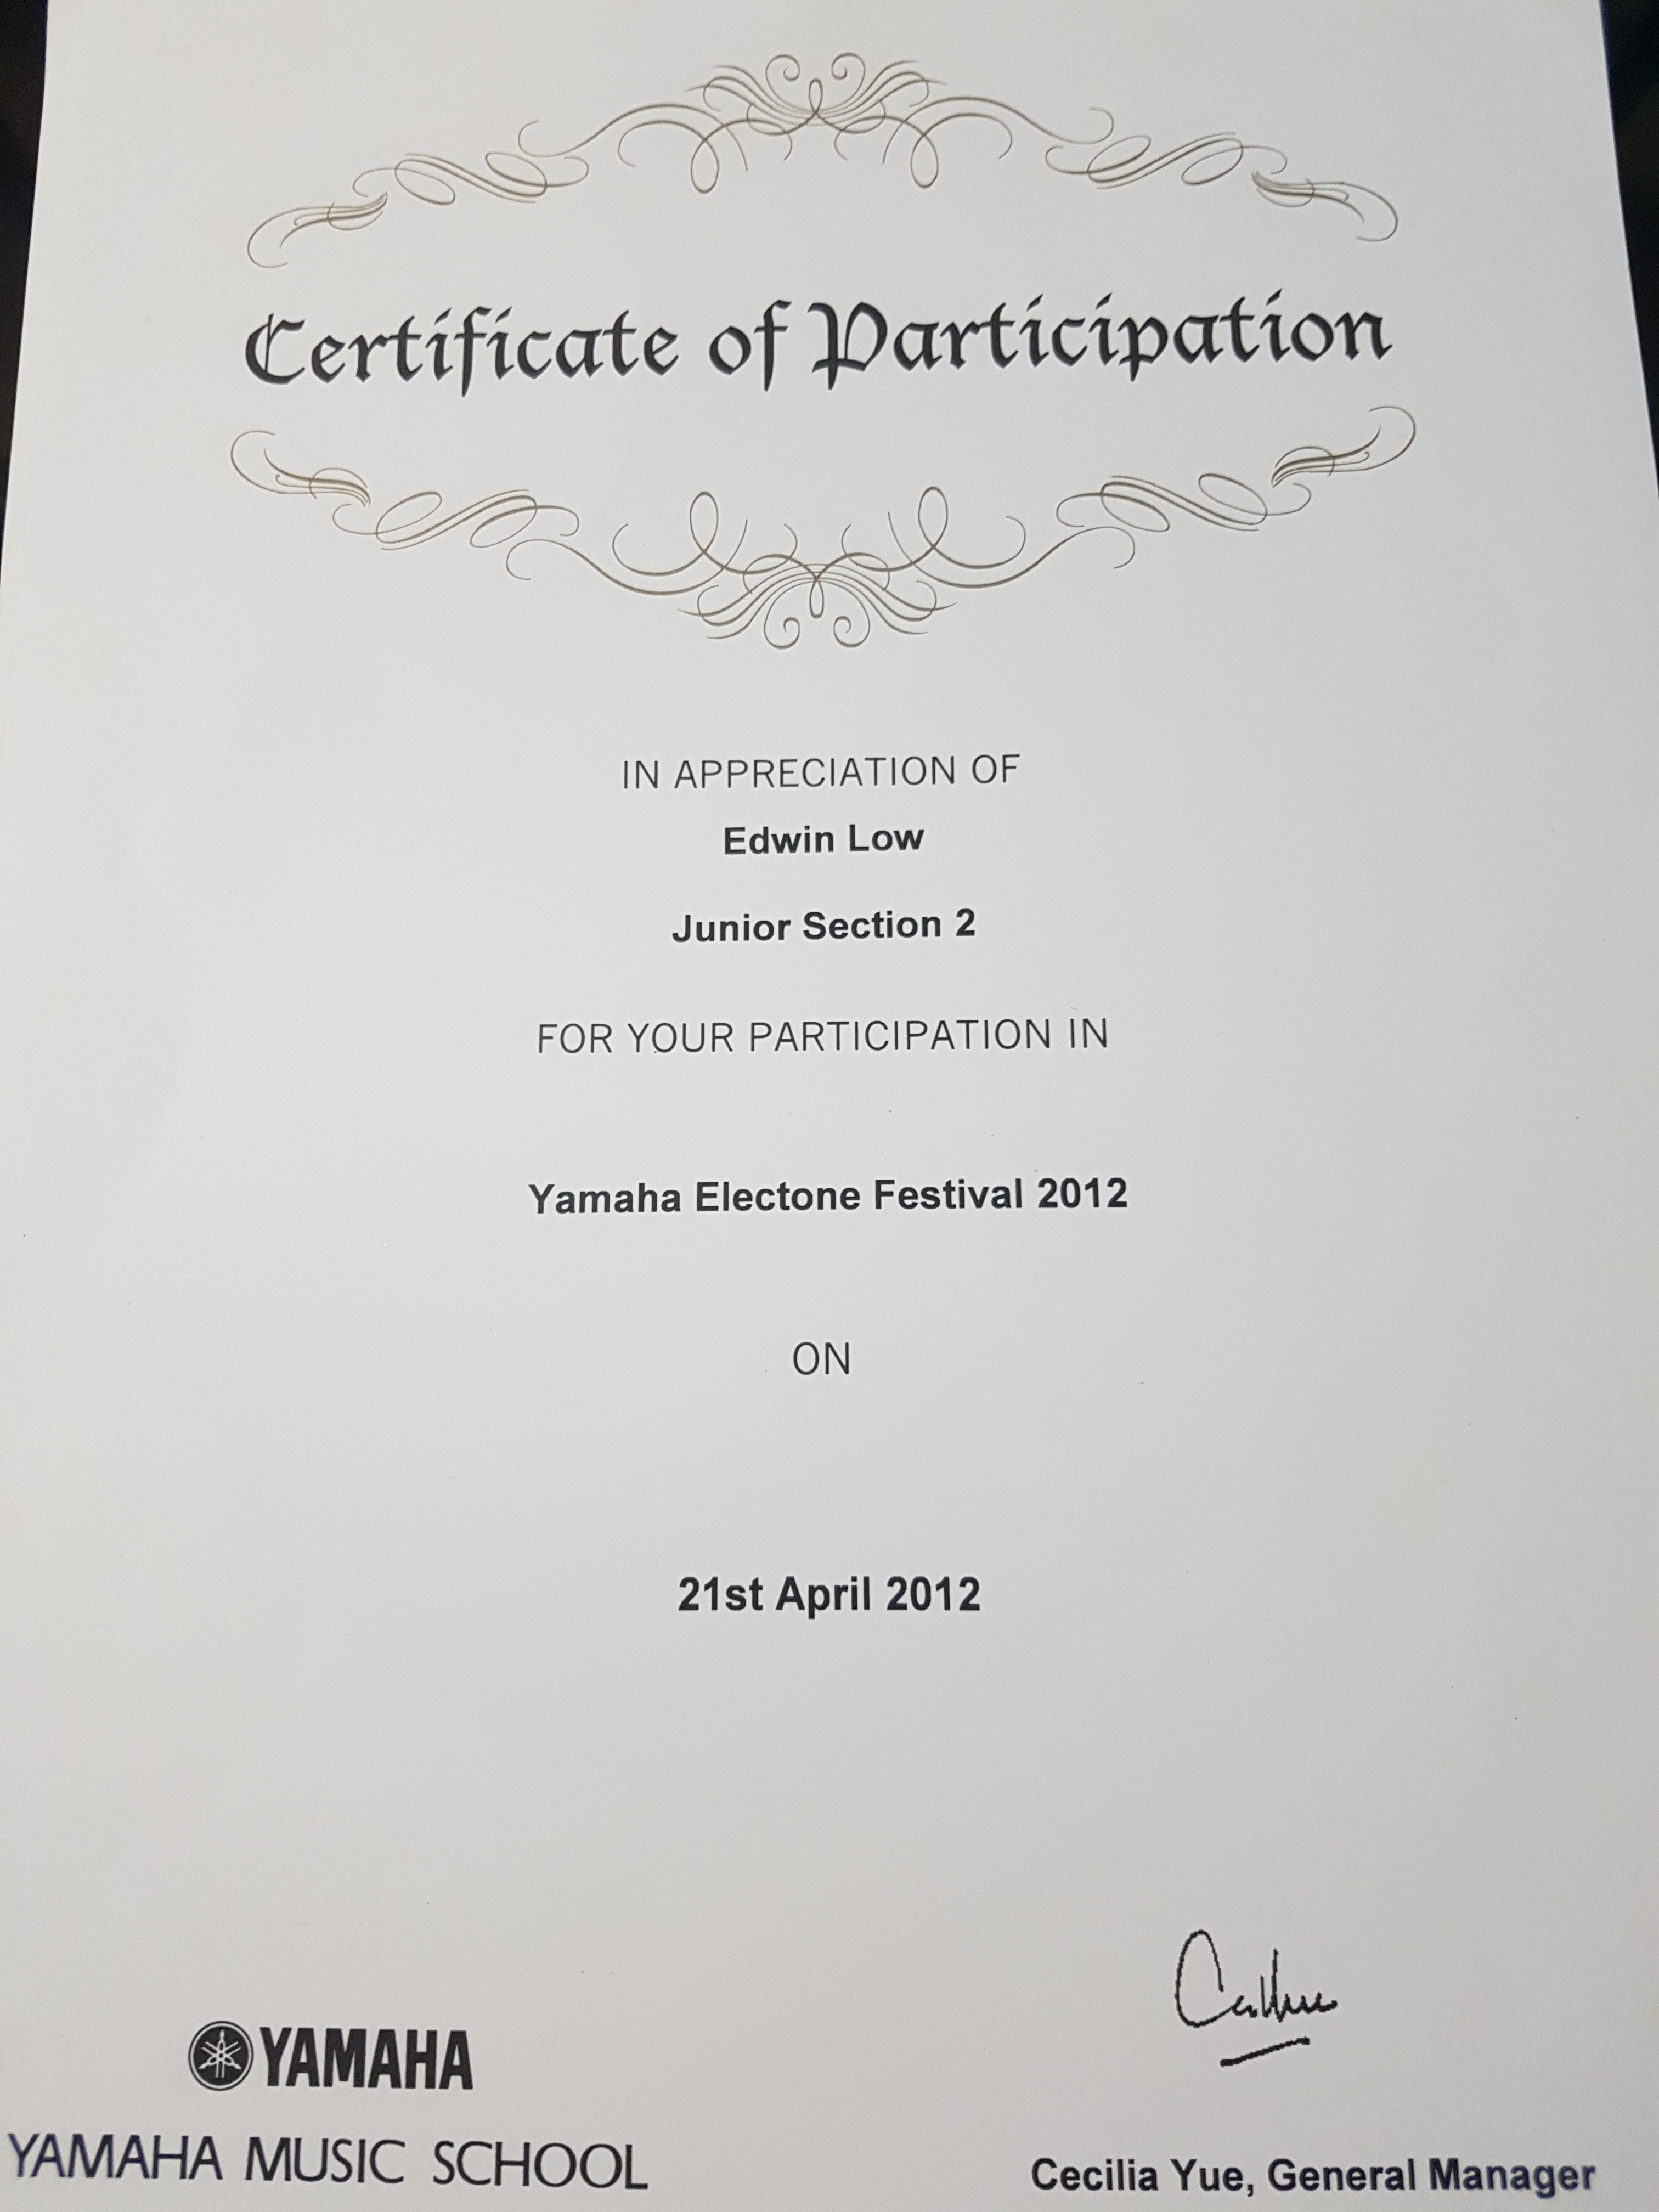 Certificate of Participation
IN APPRECIATION OF
Edwin Low
Junior Section 2
FOR YOUR PARTICIPATION IN
Yamaha Electone Festival 2012
ON
21st April 2012
YAMAHA
YAMAHA MUSIC SCHOOL
Cecilia Yue, General Manager